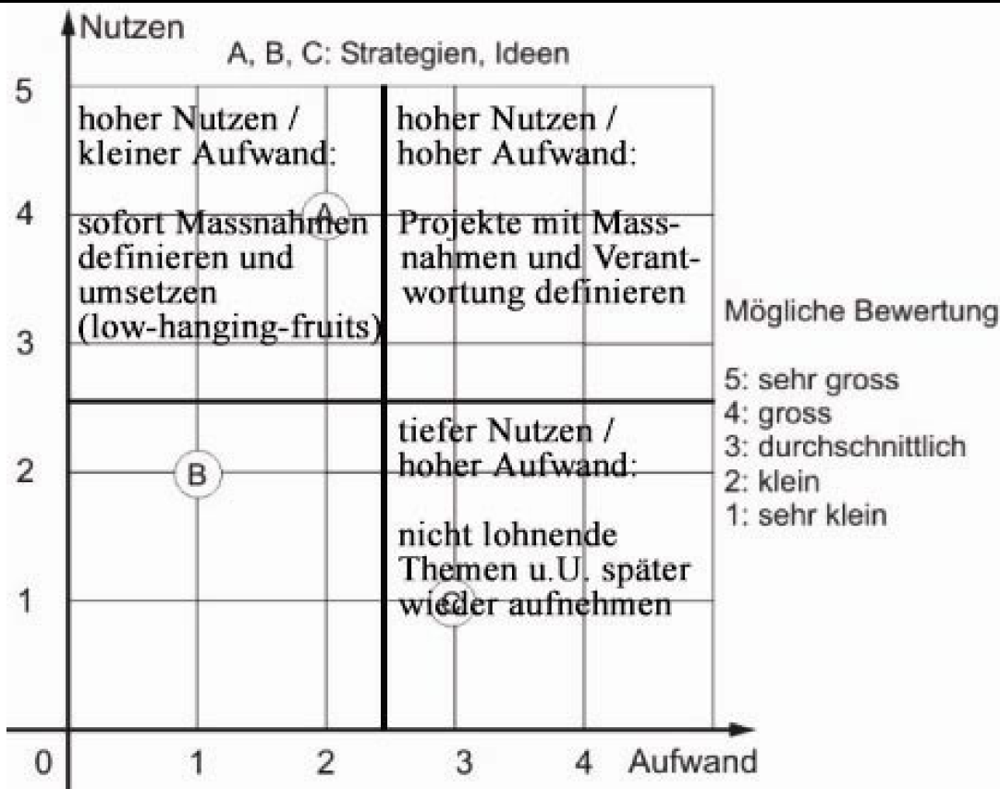 Nutzen
A, B, C: Strategien, Ideen
5
hoher Nutzen /
kleiner Aufwand:
sofort Massnahmen
definieren und
umsetzen
(low-hanging-fruits)
hoher Nutzen /
hoher Aufwand:
Projekte mit Mass-
nahmen und Verant-
wortung definieren
4
A
3
2
B
tiefer Nutzen /
hoher Aufwand:
nicht lohnende
Themen u.U. später
wieder aufnehmen
C
1
0
1
2
3
4
Aufwand
Mögliche Bewertung
5: sehr gross
4: gross
3: durchschnittlich
2: klein
1: sehr klein